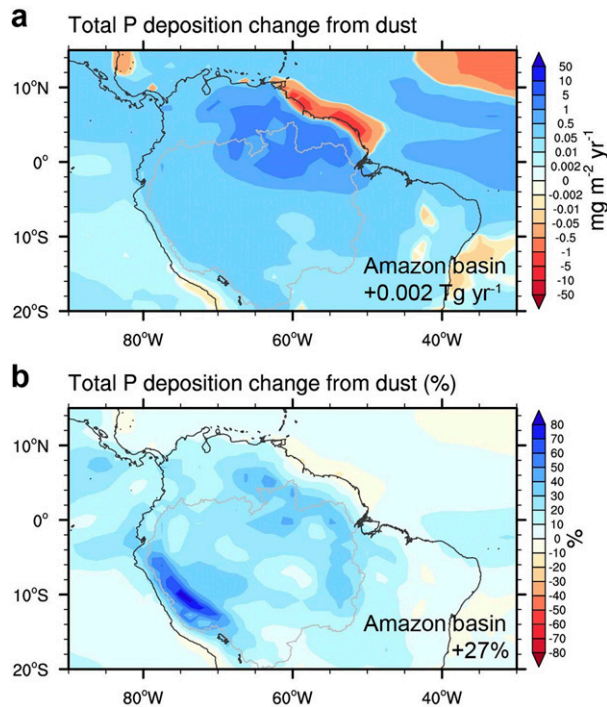 a
Total P deposition change from dust
10°N
0°
10°S
20°S
80°W
60°W
40°W
Amazon basin
+0.002 Tg yr⁻¹
50
10
5
1
0.5
0.05
0.01
0.002
0
-0.002
-0.01
-0.05
-0.5
-1
-5
-10
-50
mg m⁻² yr⁻¹
b
Total P deposition change from dust (%)
10°N
0°
10°S
20°S
80°W
60°W
40°W
Amazon basin
+27%
80
70
60
50
40
30
20
10
0
-10
-20
-30
-40
-50
-60
-70
-80
%